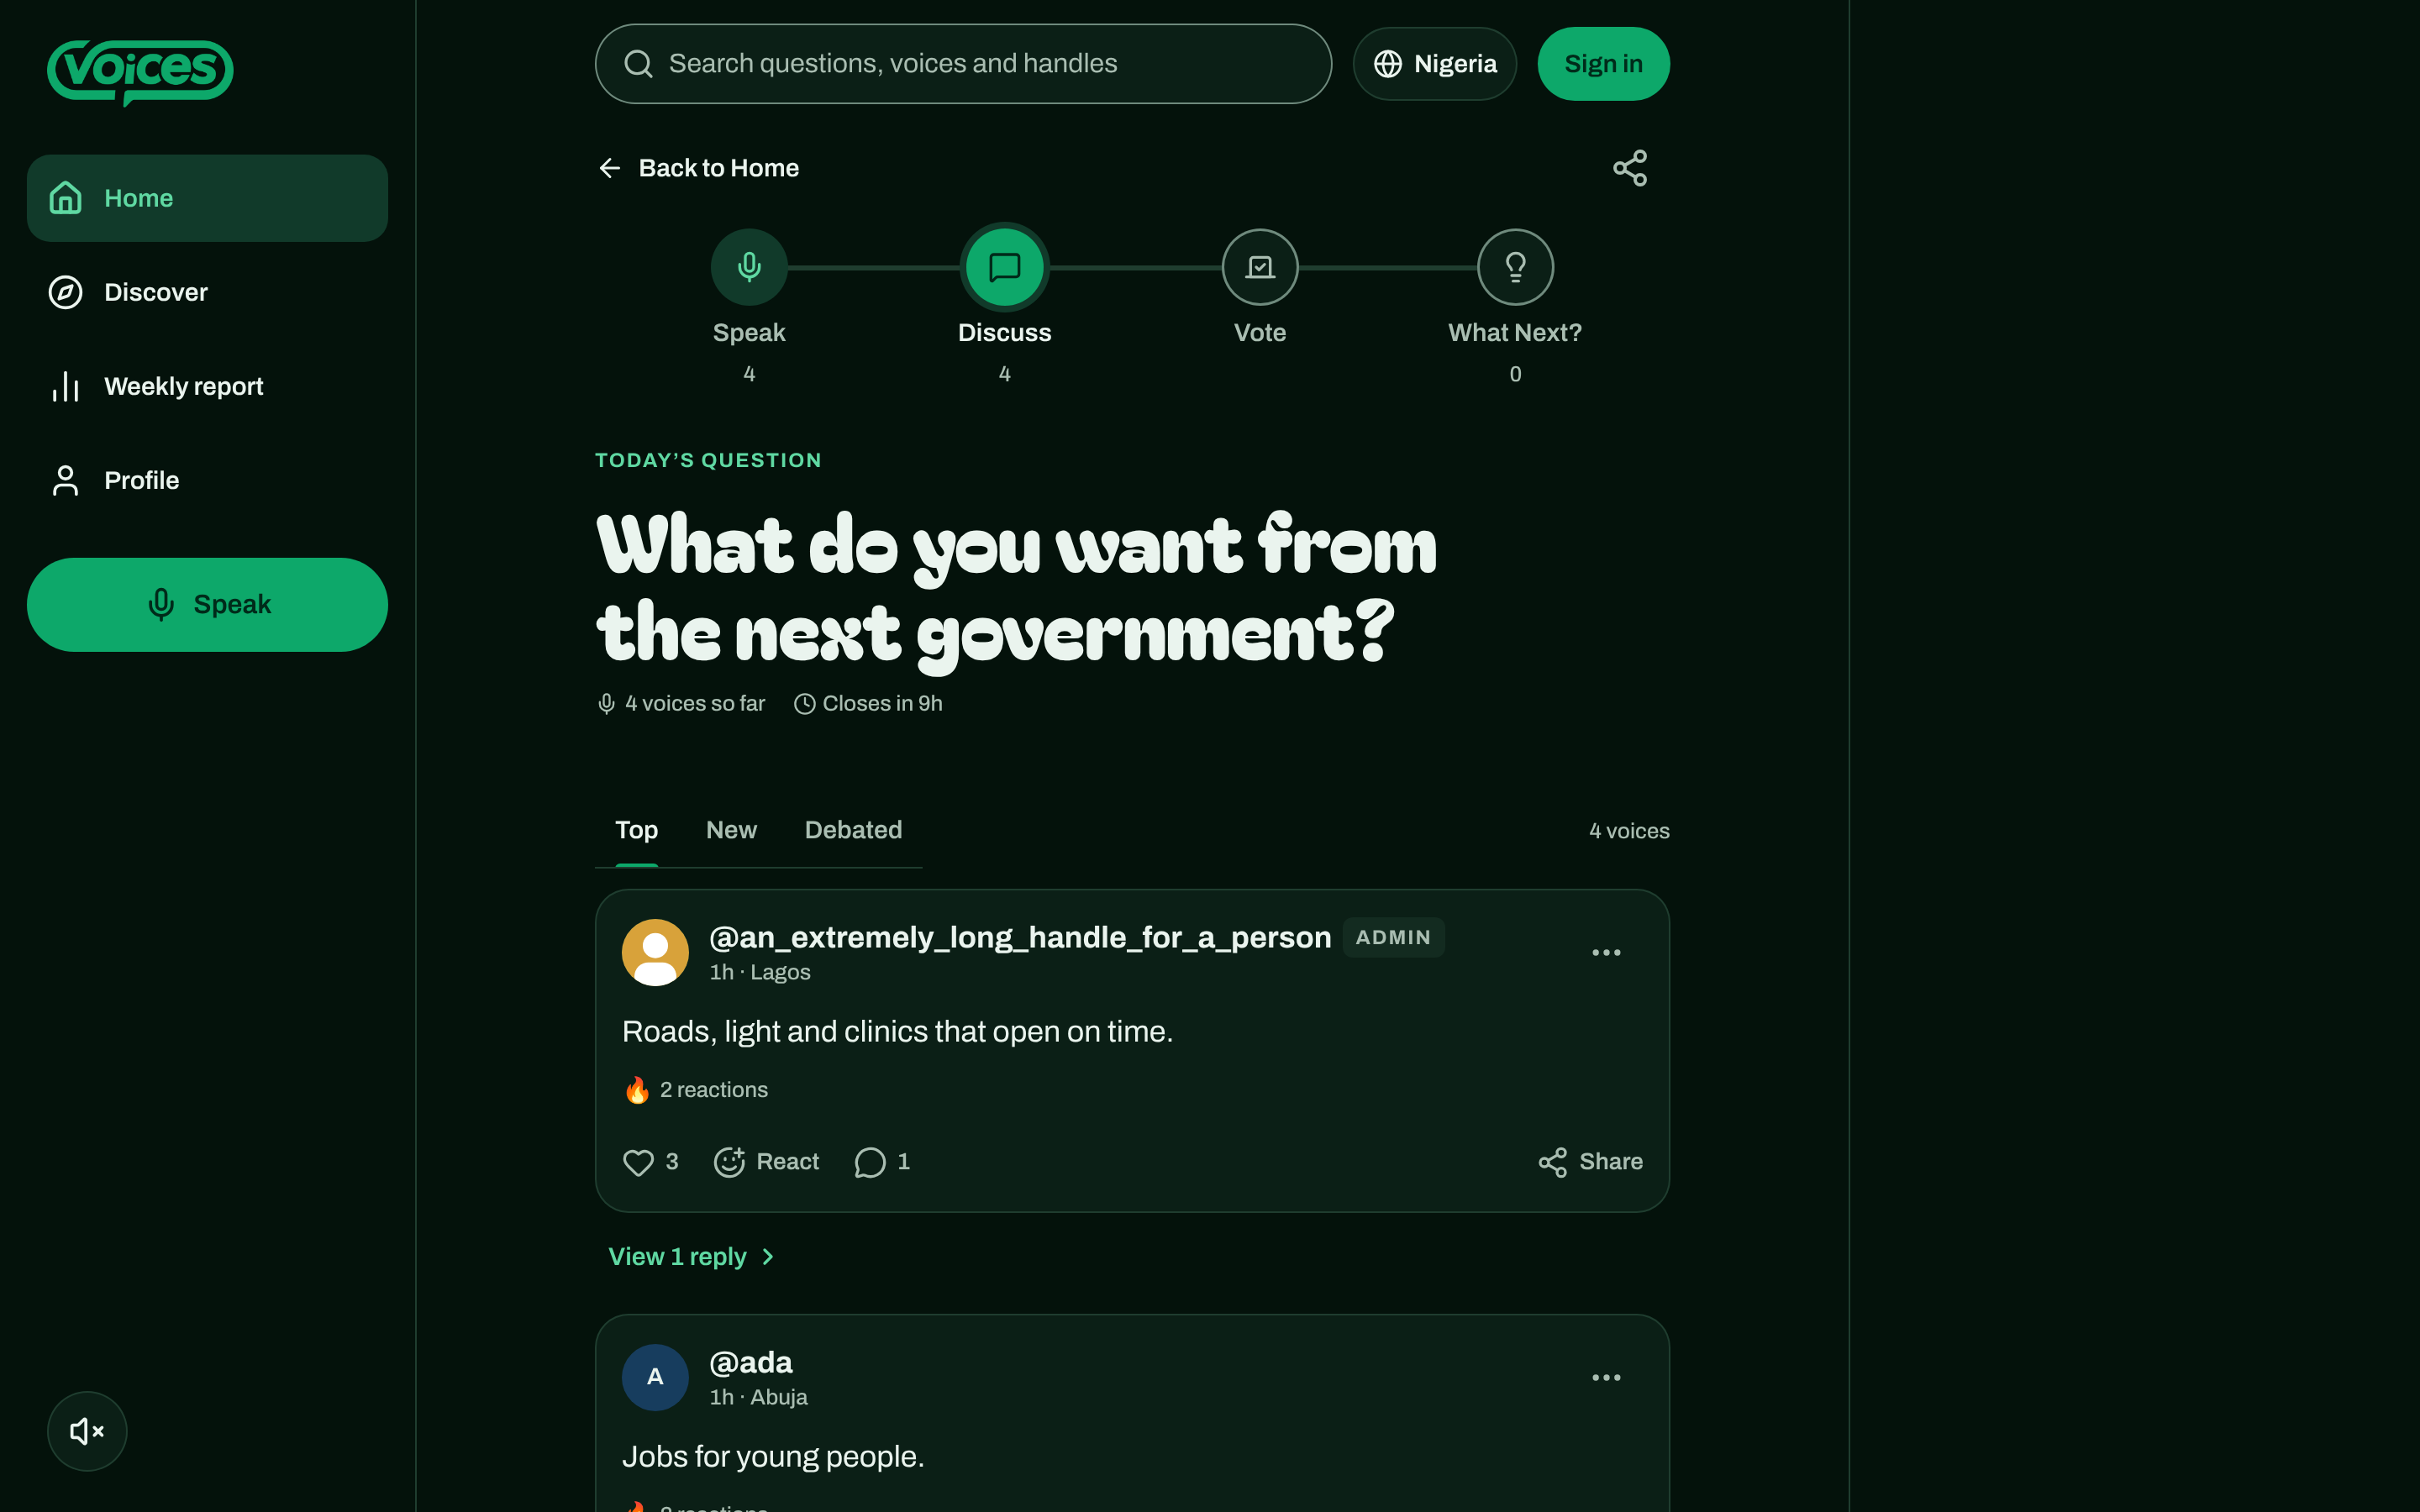 voices
Search questions, voices and handles
Nigeria
Sign in
Home
Discover
Weekly report
Profile
Speak
Back to Home
Speak
4
Discuss
4
Vote
What Next?
0
TODAY’S QUESTION
What do you want from
the next government?
4 voices so far
Closes in 9h
Top
New
Debated
4 voices
@an_extremely_long_handle_for_a_person
ADMIN
1h · Lagos
Roads, light and clinics that open on time.
2 reactions
3
React
1
Share
View 1 reply
A
@ada
1h · Abuja
Jobs for young people.